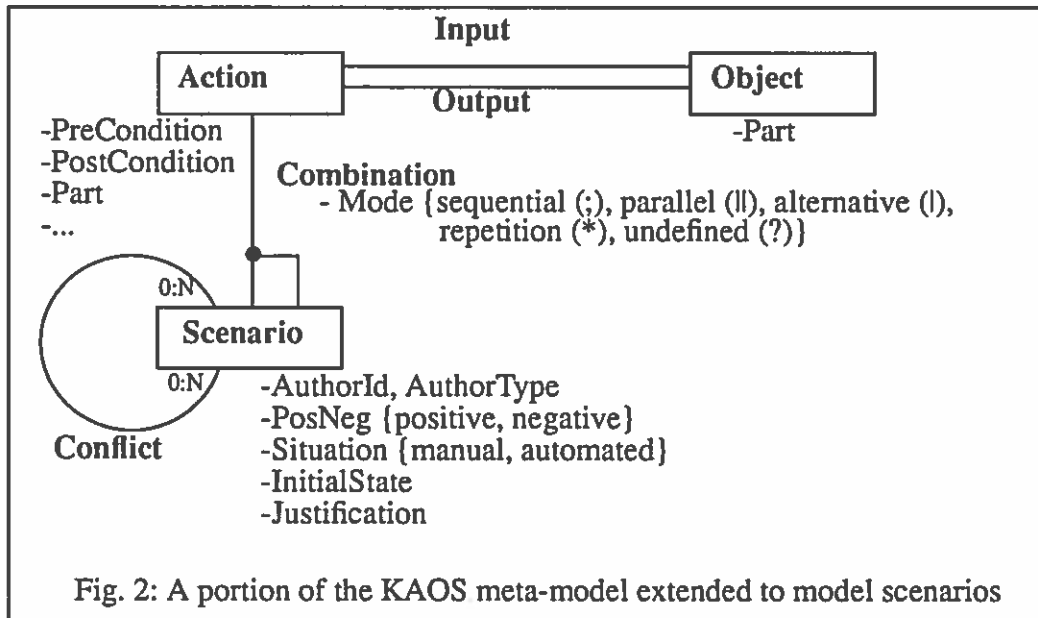 Input
Action
Object
Output
-PreCondition
-PostCondition
-Part
-...
-Part
Combination
- Mode {sequential (;), parallel (||), alternative (|),
repetition (*), undefined (?)}
0:N
Scenario
0:N
Conflict
-AuthorId, AuthorType
-PosNeg {positive, negative}
-Situation {manual, automated}
-InitialState
-Justification
Fig. 2: A portion of the KAOS meta-model extended to model scenarios